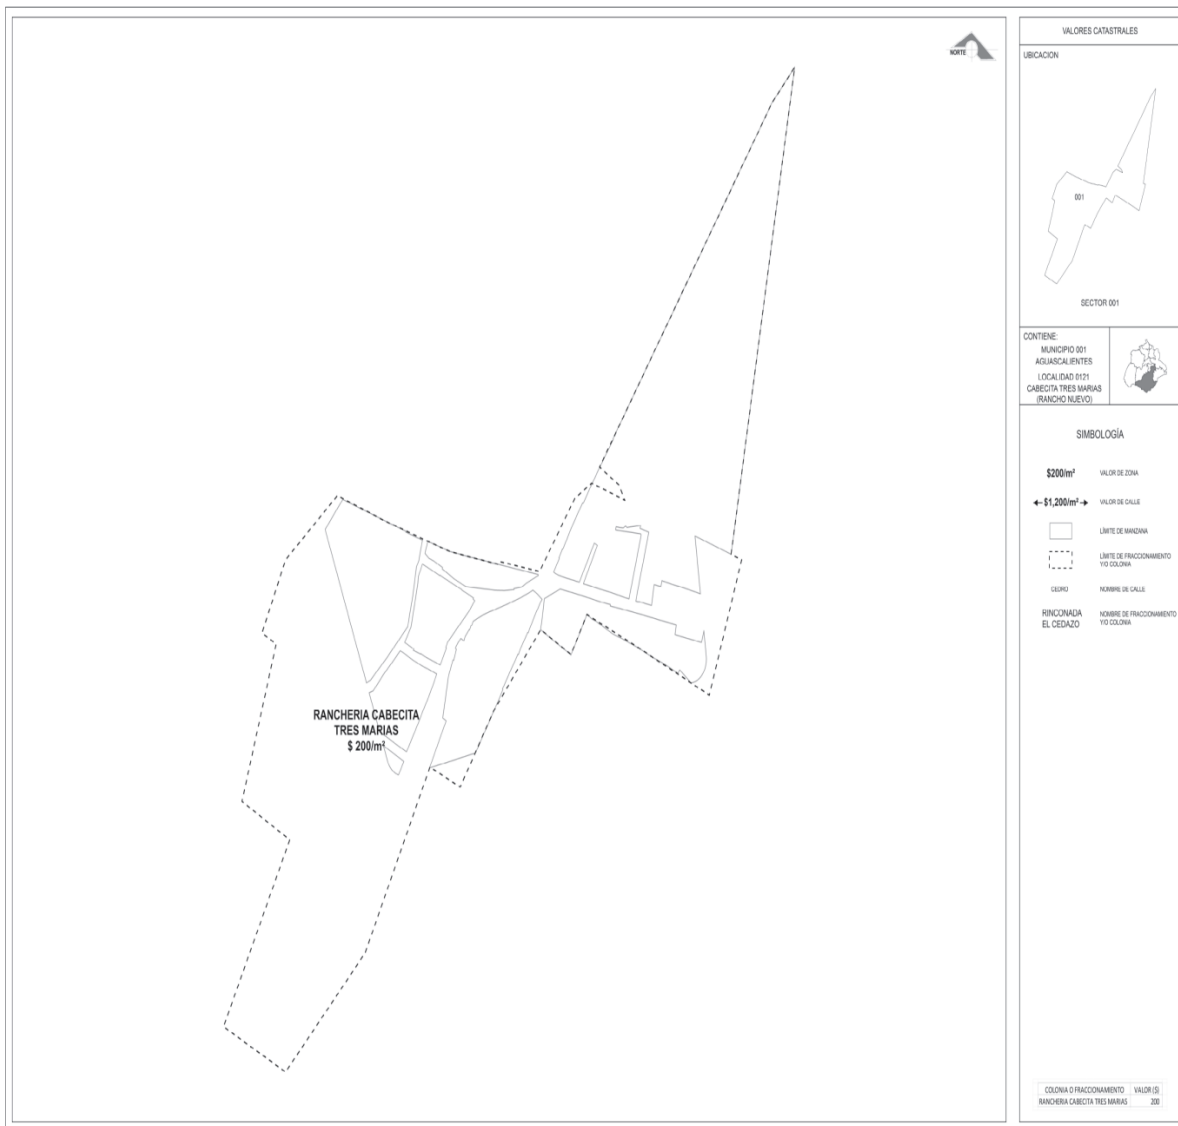 NORTE
RANCHERIA CABECITA
TRES MARIAS
$ 200/m²
VALORES CATASTRALES
UBICACION
001
SECTOR 001
CONTIENE:
MUNICIPIO 001
AGUASCALIENTES
LOCALIDAD 0121
CABECITA TRES MARIAS
(RANCHO NUEVO)
SIMBOLOGÍA
$200/m² VALOR DE ZONA
$1,200/m² VALOR DE CALLE
LÍMITE DE MANZANA
LÍMITE DE FRACCIONAMIENTO
Y/O COLONIA
CEDRO NOMBRE DE CALLE
RINCONADA
EL CEDAZO
NOMBRE DE FRACCIONAMIENTO
Y/O COLONIA
COLONIA O FRACCIONAMIENTO VALOR ($)
RANCHERIA CABECITA TRES MARIAS 200